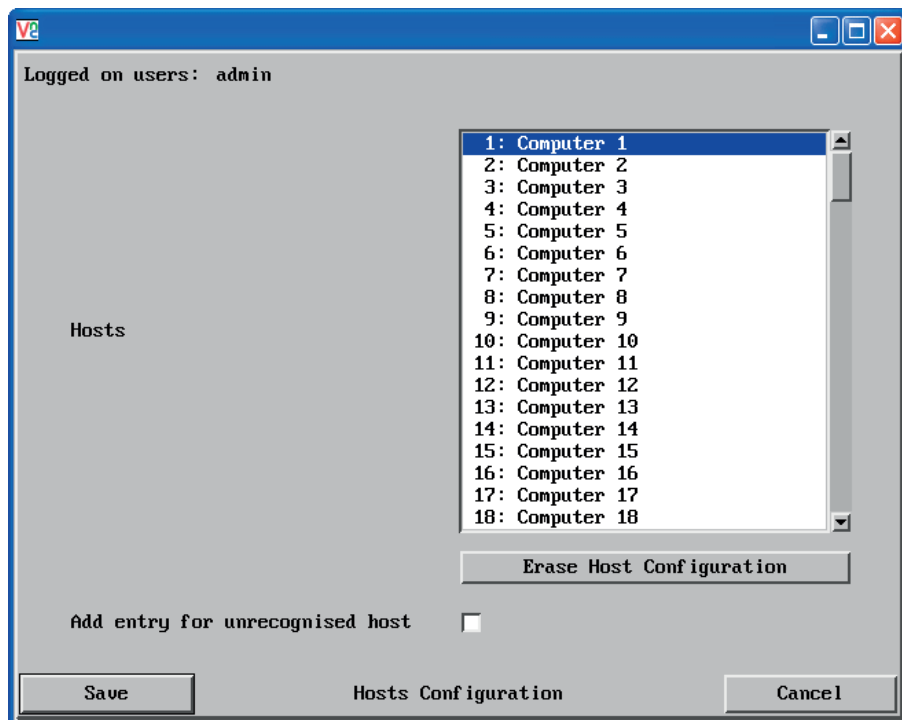 Logged on users: admin
Hosts
1: Computer 1
2: Computer 2
3: Computer 3
4: Computer 4
5: Computer 5
6: Computer 6
7: Computer 7
8: Computer 8
9: Computer 9
10: Computer 10
11: Computer 11
12: Computer 12
13: Computer 13
14: Computer 14
15: Computer 15
16: Computer 16
17: Computer 17
18: Computer 18
Erase Host Configuration
Add entry for unrecognised host
Save
Hosts Configuration
Cancel